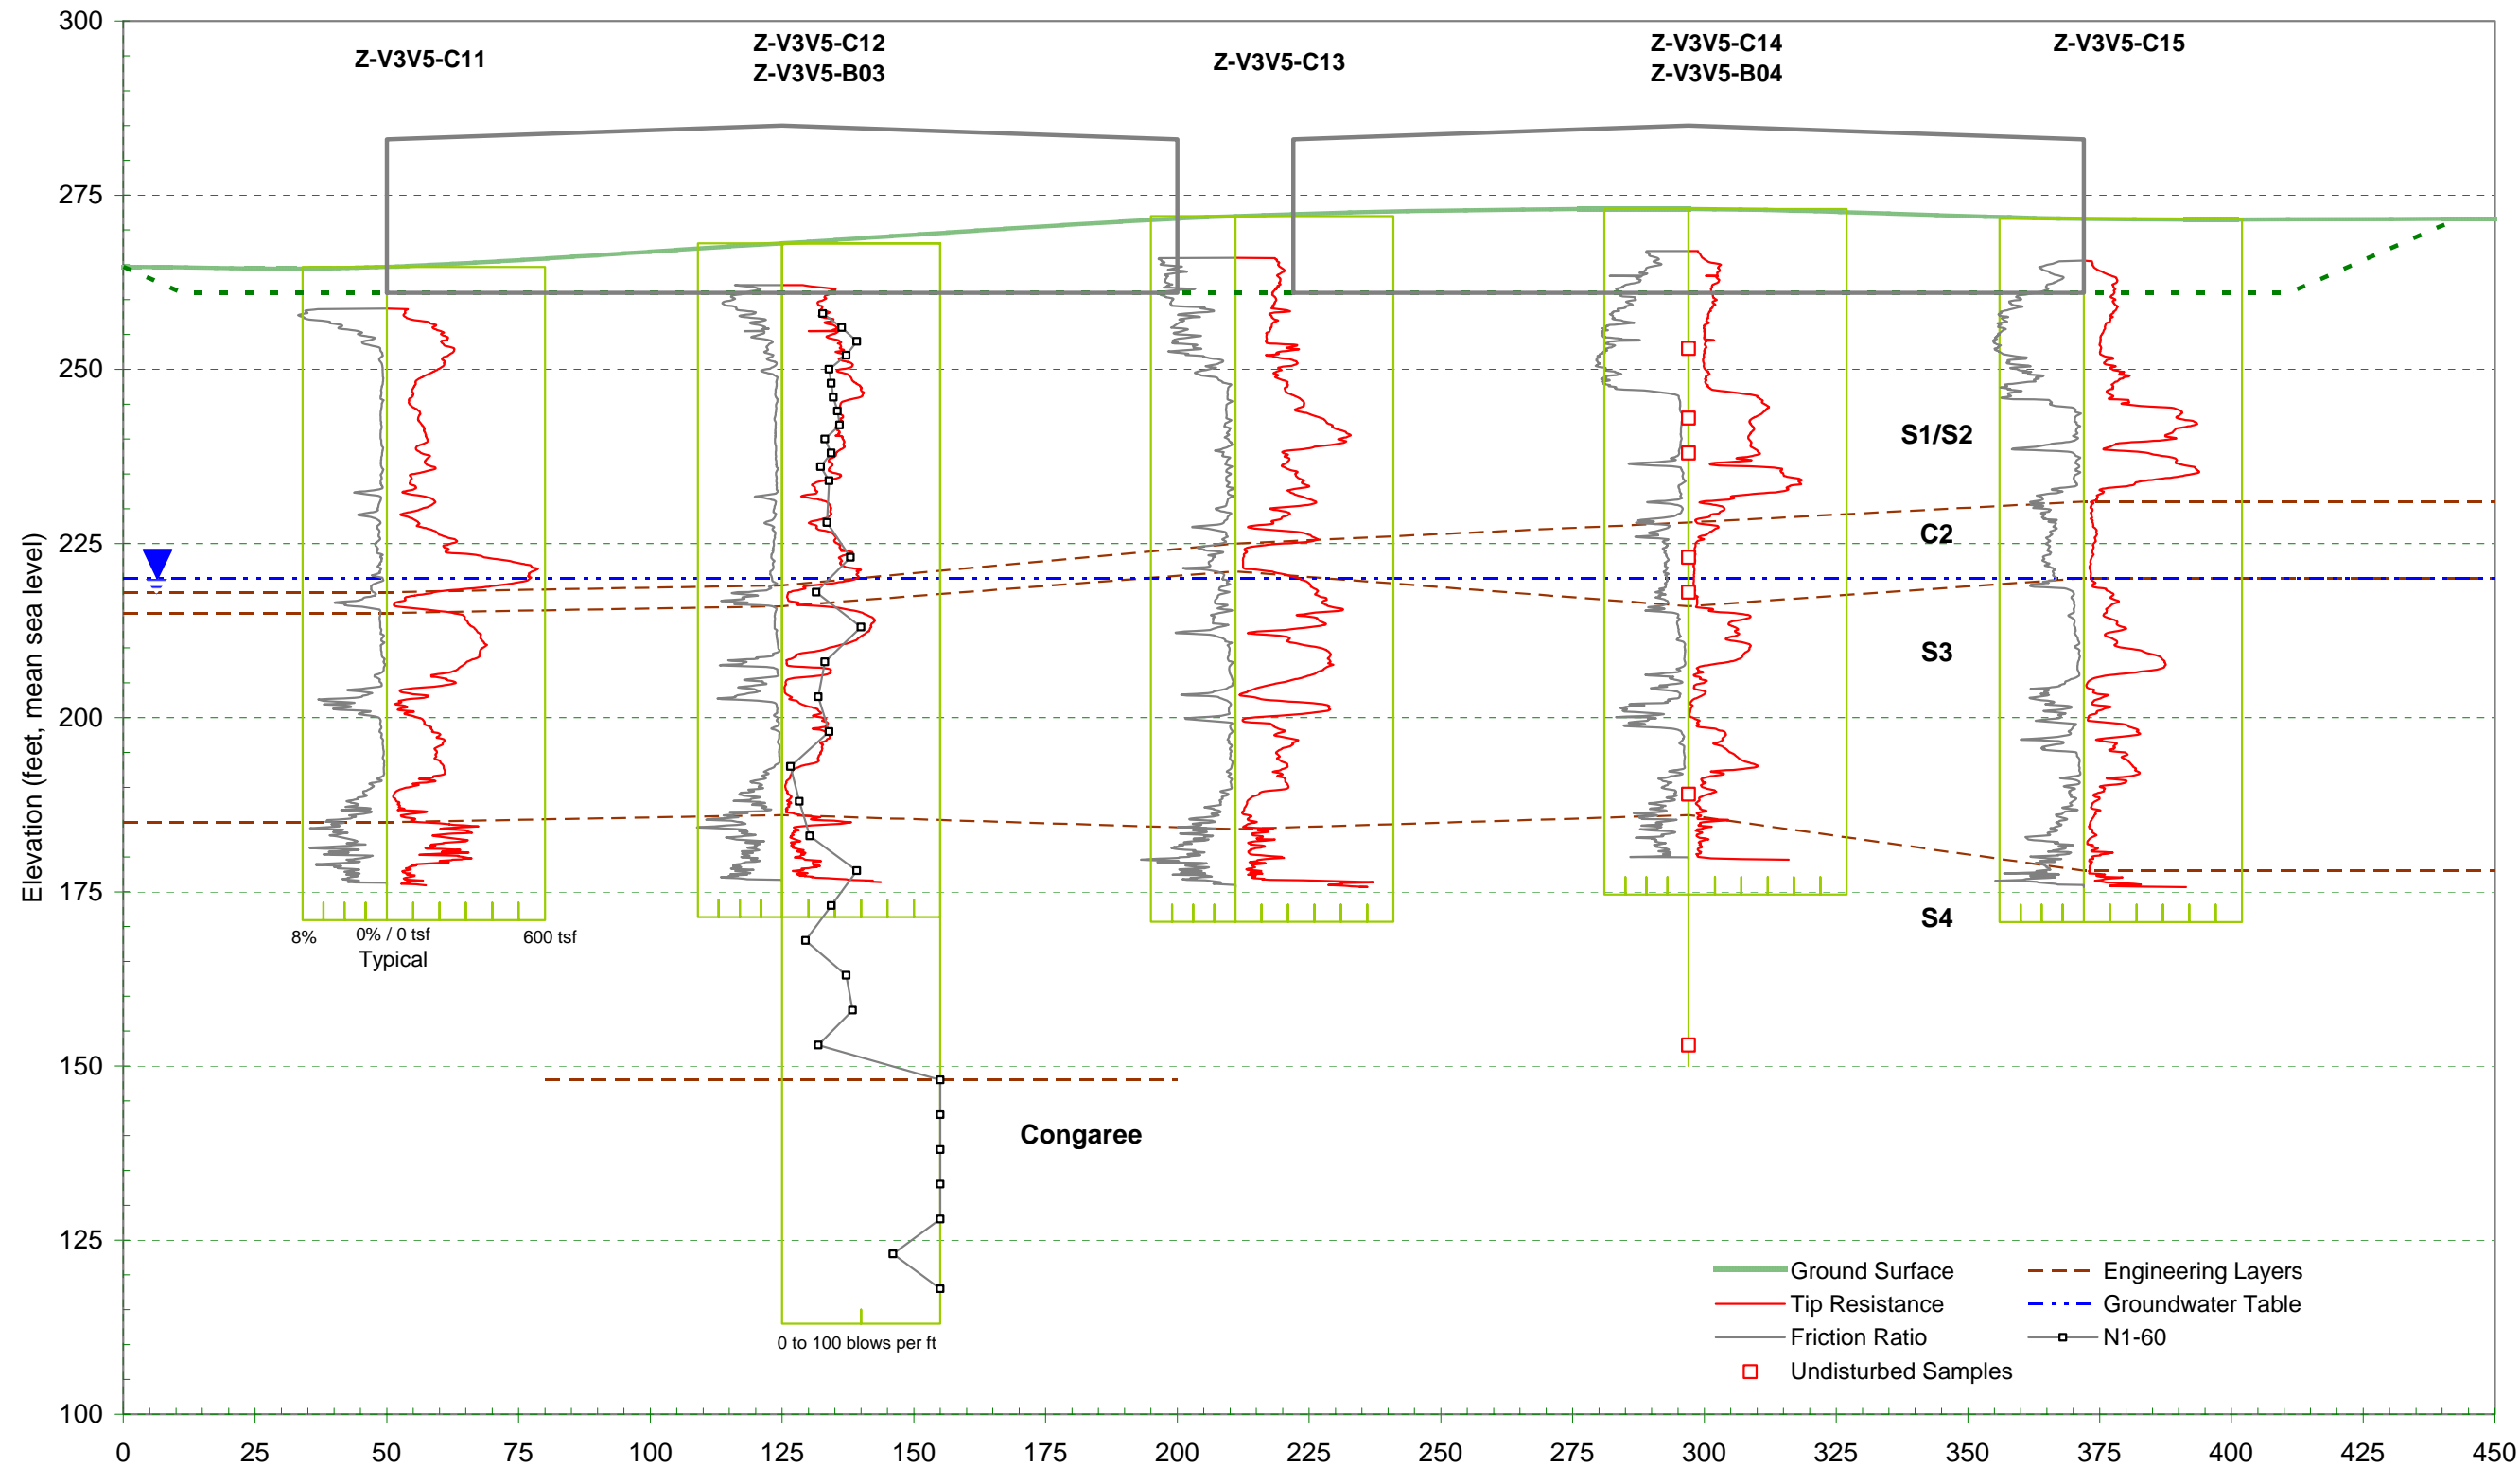 300
Z-V3V5-C11
Z-V3V5-C12
Z-V3V5-B03
Z-V3V5-C13
Z-V3V5-C14
Z-V3V5-B04
Z-V3V5-C15
275
250
225
200
175
150
125
100
Elevation (feet, mean sea level)
S1/S2
C2
S3
S4
8%
0% / 0 tsf
600 tsf
Typical
Congaree
0 to 100 blows per ft
Ground Surface
Engineering Layers
Tip Resistance
Groundwater Table
Friction Ratio
N1-60
Undisturbed Samples
0 25 50 75 100 125 150 175 200 225 250 275 300 325 350 375 400 425 450